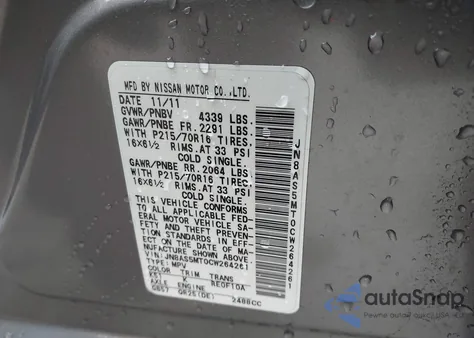 MFD BY NISSAN MOTOR CO.,LTD.
DATE 11/11
GVWR/PNBV 4339 LBS.
GAWR/PNBE FR. 2291 LBS.
WITH P215/70R16 TIRES,
16X6½ RIMS.AT 33 PSI
COLD SINGLE.
GAWR/PNBE RR. 2064 LBS.
WITH P215/70R16 TIRES,
16X6½ RIMS.AT 33 PSI
COLD SINGLE.
THIS VEHICLE CONFORMS
TO ALL APPLICABLE FED-
ERAL MOTOR VEHICLE SA-
FETY AND THEFT PREVEN-
TION STANDARDS IN EFF-
ECT ON THE DATE OF MA-
NUFACTURE SHOWN ABOVE.
VIN:JN8AS5MT0CW264261
TYPE:MPV
COLOR TRIM TRANS
K REOF10A
AXLE ENGINE
QR25(DE) 2488CC
JN8AS5MT0CW264261
autoSnap